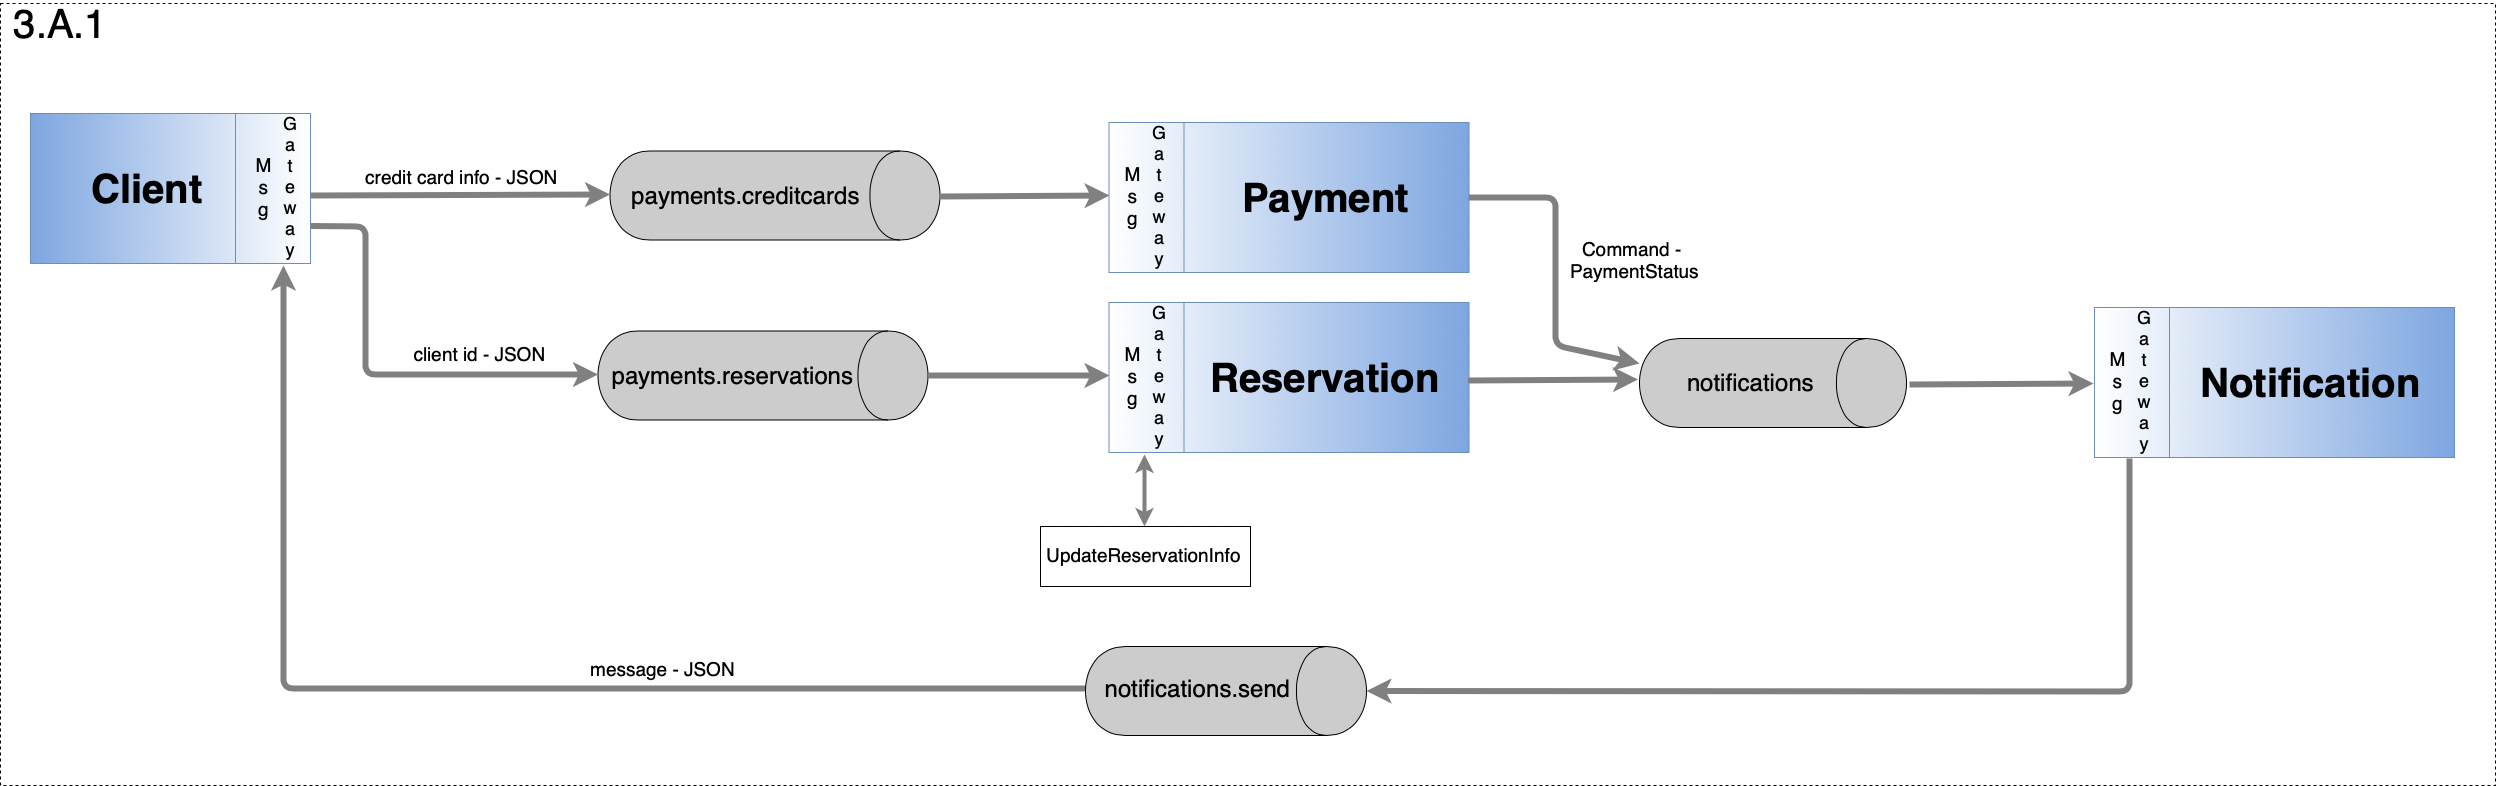 3.A.1
Client
Msg
Gateway
credit card info - JSON
payments.creditcards
Msg
Gateway
Payment
Command -
PaymentStatus
client id - JSON
payments.reservations
Msg
Gateway
Reservation
notifications
Msg
Gateway
Notification
UpdateReservationInfo
message - JSON
notifications.send